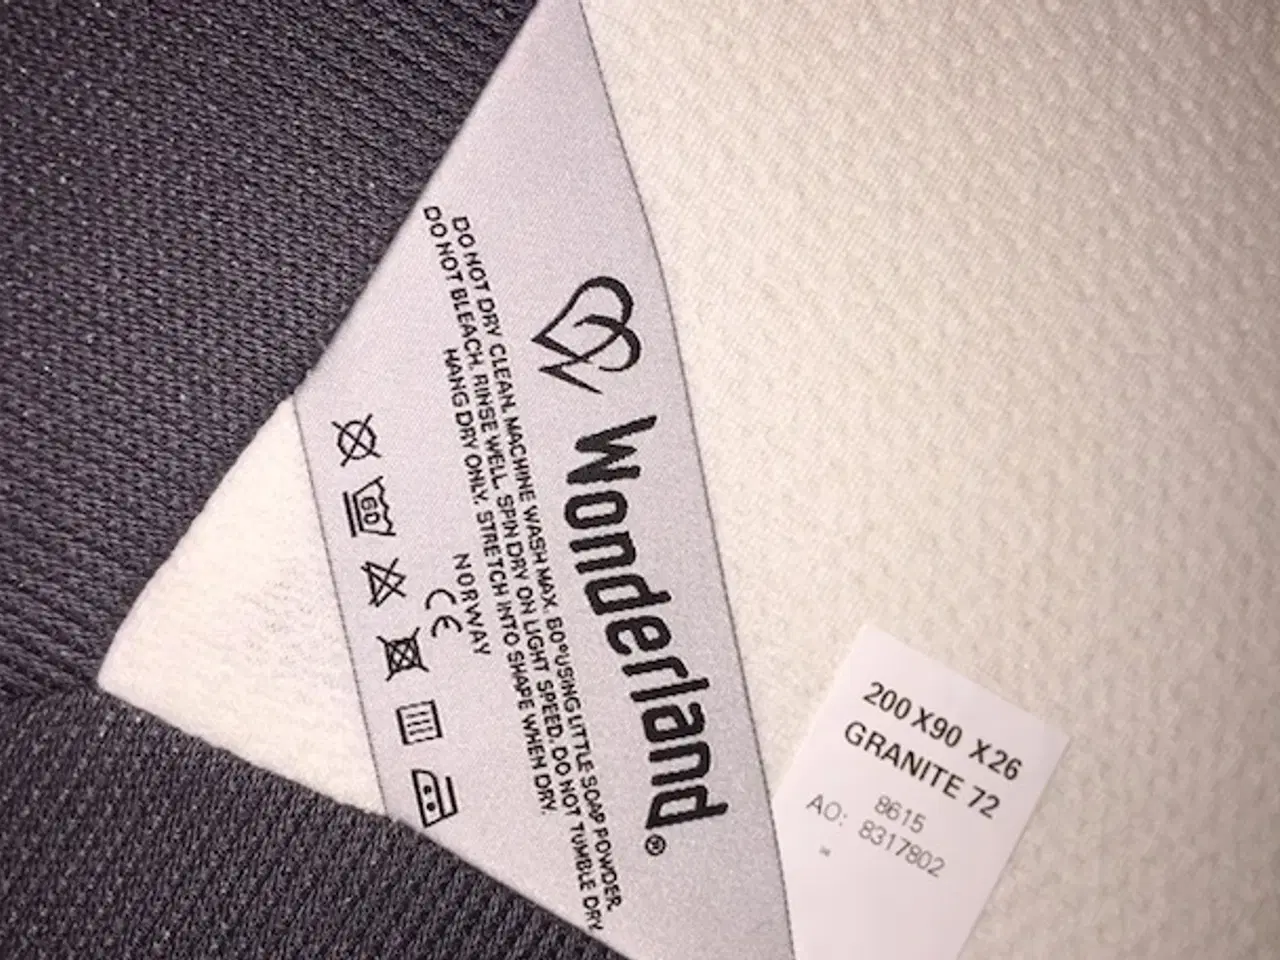 Wonderland®
DO NOT DRY CLEAN. MACHINE WASH MAX. 60° USING LITTLE SOAP POWDER.
DO NOT BLEACH. RINSE WELL. SPIN DRY ON LIGHT SPEED. DO NOT TUMBLE DRY
HANG DRY ONLY. STRETCH INTO SHAPE WHEN DRY.
NORWAY
CE
60
200 X90 X26
GRANITE 72
8615
AO: 8317802